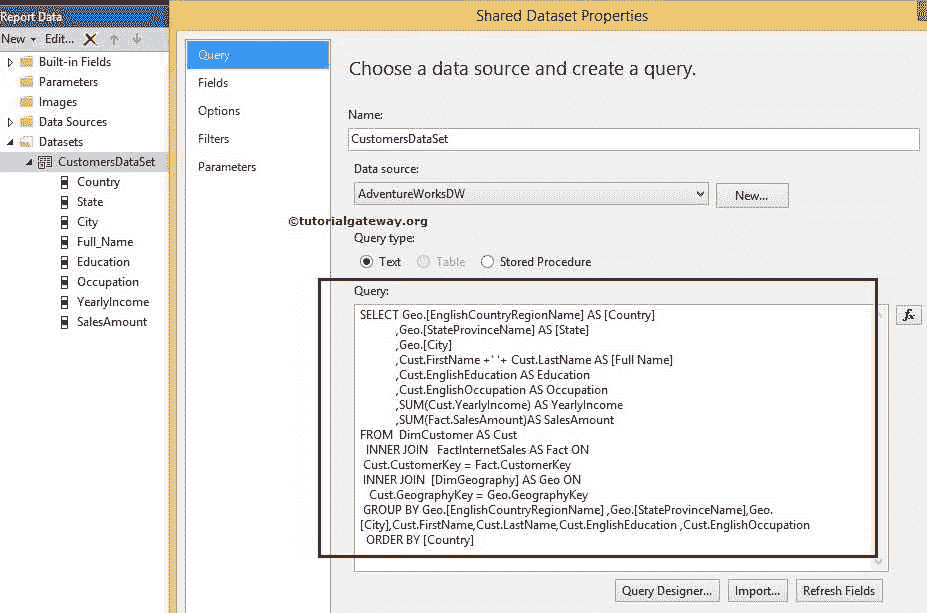 Report Data
New Edit...
Built-in Fields
Parameters
Images
Data Sources
Datasets
CustomersDataSet
Country
State
City
Full_Name
Education
Occupation
YearlyIncome
SalesAmount
Shared Dataset Properties
Query
Fields
Options
Filters
Parameters
Choose a data source and create a query.
Name:
CustomersDataSet
Data source:
AdventureWorksDW
New...
©tutorialgateway.org
Query type:
Text Table Stored Procedure
Query:
SELECT Geo.[EnglishCountryRegionName] AS [Country]
,Geo.[StateProvinceName] AS [State]
,Geo.[City]
,Cust.FirstName +' '+ Cust.LastName AS [Full Name]
,Cust.EnglishEducation AS Education
,Cust.EnglishOccupation AS Occupation
,SUM(Cust.YearlyIncome) AS YearlyIncome
,SUM(Fact.SalesAmount)AS SalesAmount
FROM DimCustomer AS Cust
INNER JOIN FactInternetSales AS Fact ON
Cust.CustomerKey = Fact.CustomerKey
INNER JOIN [DimGeography] AS Geo ON
Cust.GeographyKey = Geo.GeographyKey
GROUP BY Geo.[EnglishCountryRegionName] ,Geo.[StateProvinceName],Geo.
[City],Cust.FirstName,Cust.LastName,Cust.EnglishEducation ,Cust.EnglishOccupation
ORDER BY [Country]
fx
Query Designer... Import... Refresh Fields